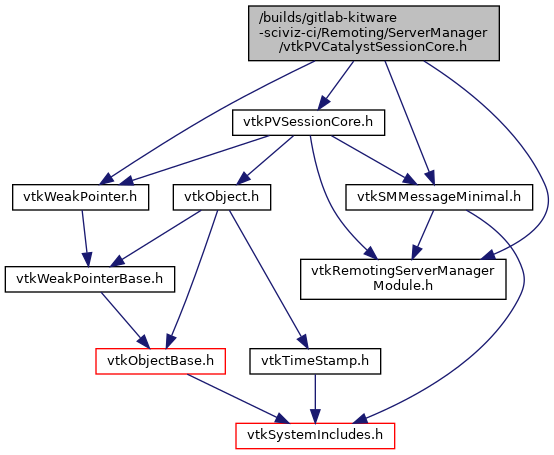 /builds/gitlab-kitware
-sciviz-ci/Remoting/ServerManager
/vtkPVCatalystSessionCore.h
vtkPVSessionCore.h
vtkWeakPointer.h
vtkObject.h
vtkSMMessageMinimal.h
vtkWeakPointerBase.h
vtkRemotingServerManager
Module.h
vtkObjectBase.h
vtkTimeStamp.h
vtkSystemIncludes.h